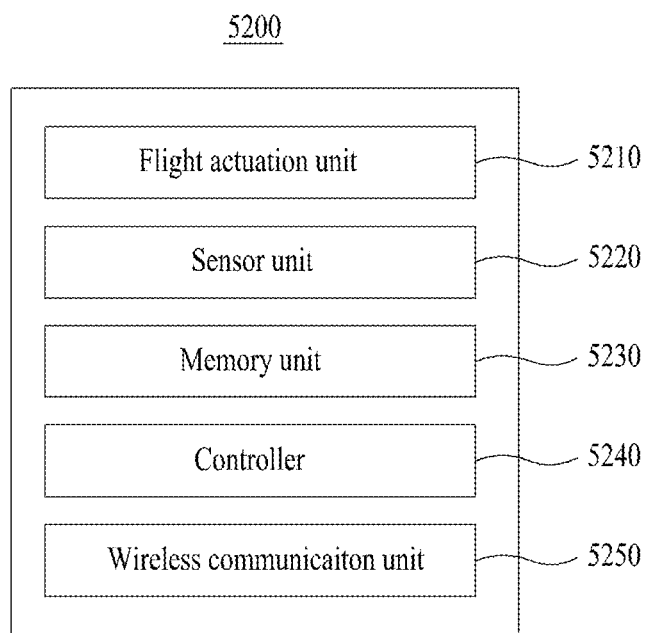 5200
Flight actuation unit 5210
Sensor unit 5220
Memory unit 5230
Controller 5240
Wireless communicaiton unit 5250